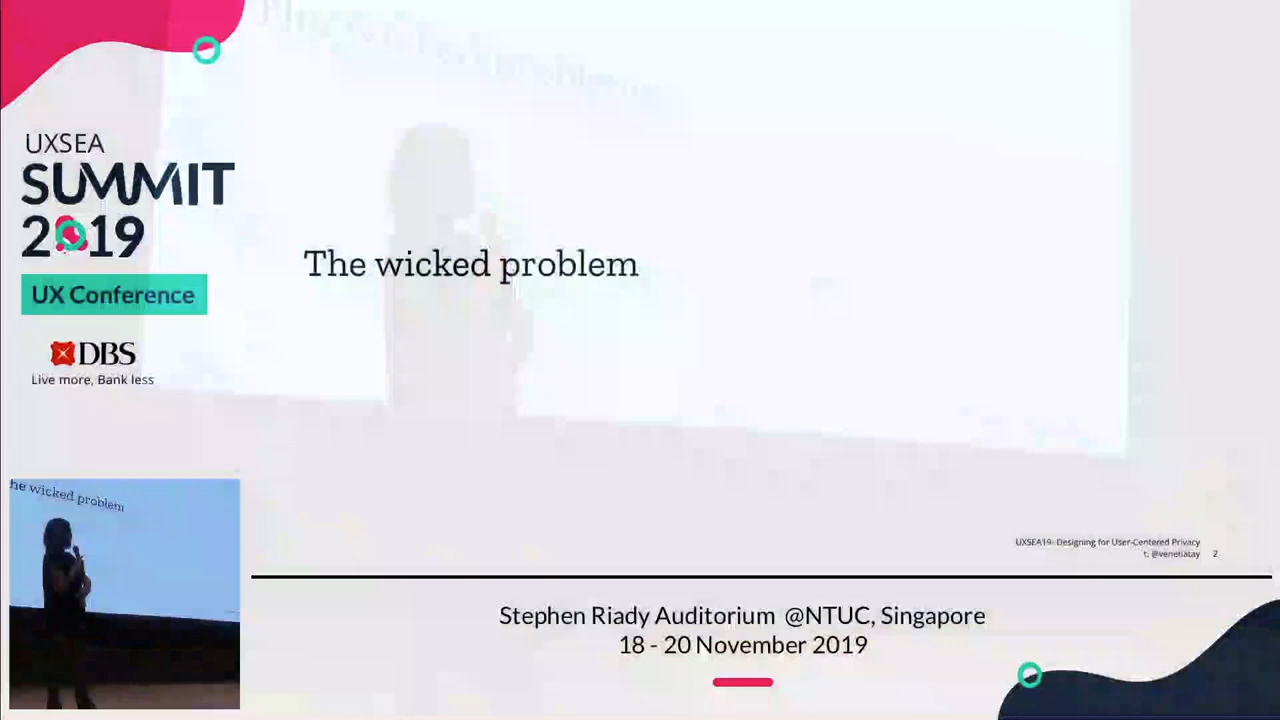 UXSEA
SUMMIT
2019
UX Conference
DBS
Live more, Bank less
The wicked problem
he wicked problem
UXSEA19: Designing for User-Centered Privacy
t. @venetiatay 2
Stephen Riady Auditorium @NTUC, Singapore
18 - 20 November 2019